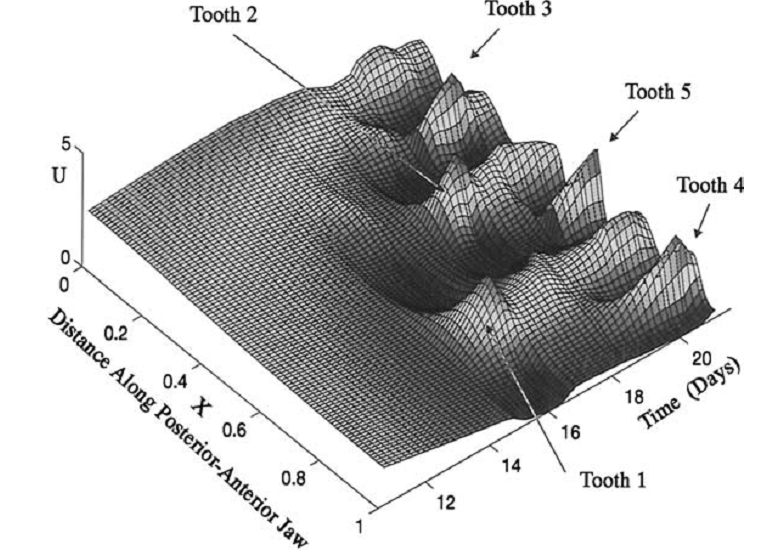 Tooth 2
Tooth 3
Tooth 5
Tooth 4
5
U
0
0
0.2
0.4
X
0.6
0.8
1
Distance Along Posterior-Anterior Jaw
12
14
16
18
20
Time (Days)
Tooth 1